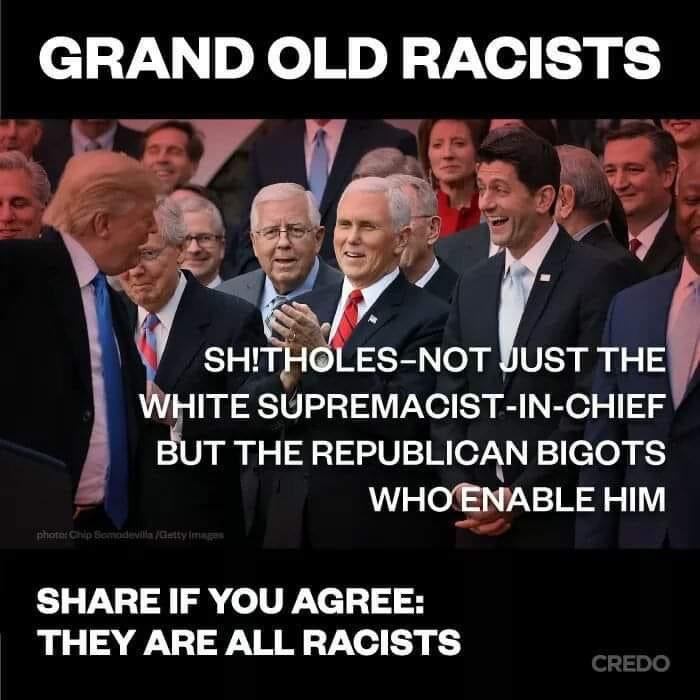 GRAND OLD RACISTS
SH!THOLES–NOT JUST THE
WHITE SUPREMACIST-IN-CHIEF
BUT THE REPUBLICAN BIGOTS
WHO ENABLE HIM
photo: Chip Somodevilla /Getty Images
SHARE IF YOU AGREE:
THEY ARE ALL RACISTS
CREDO